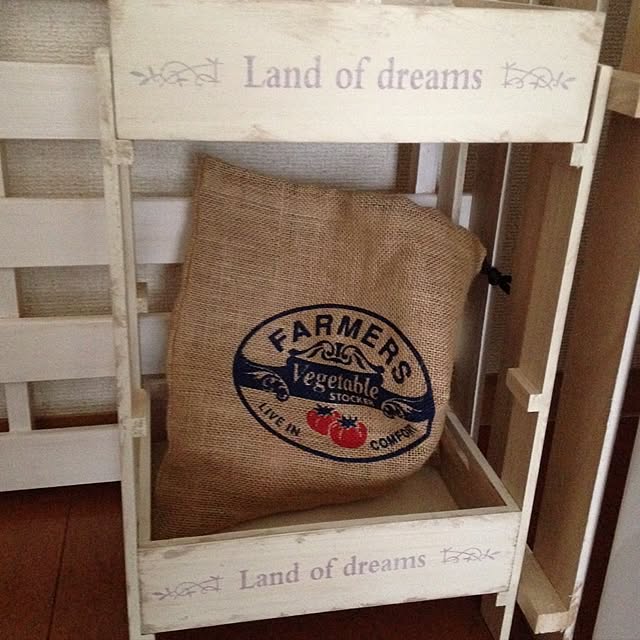 Land of dreams
FARMERS
Vegetable
STOCKER
LIVE IN COMFORT
Land of dreams